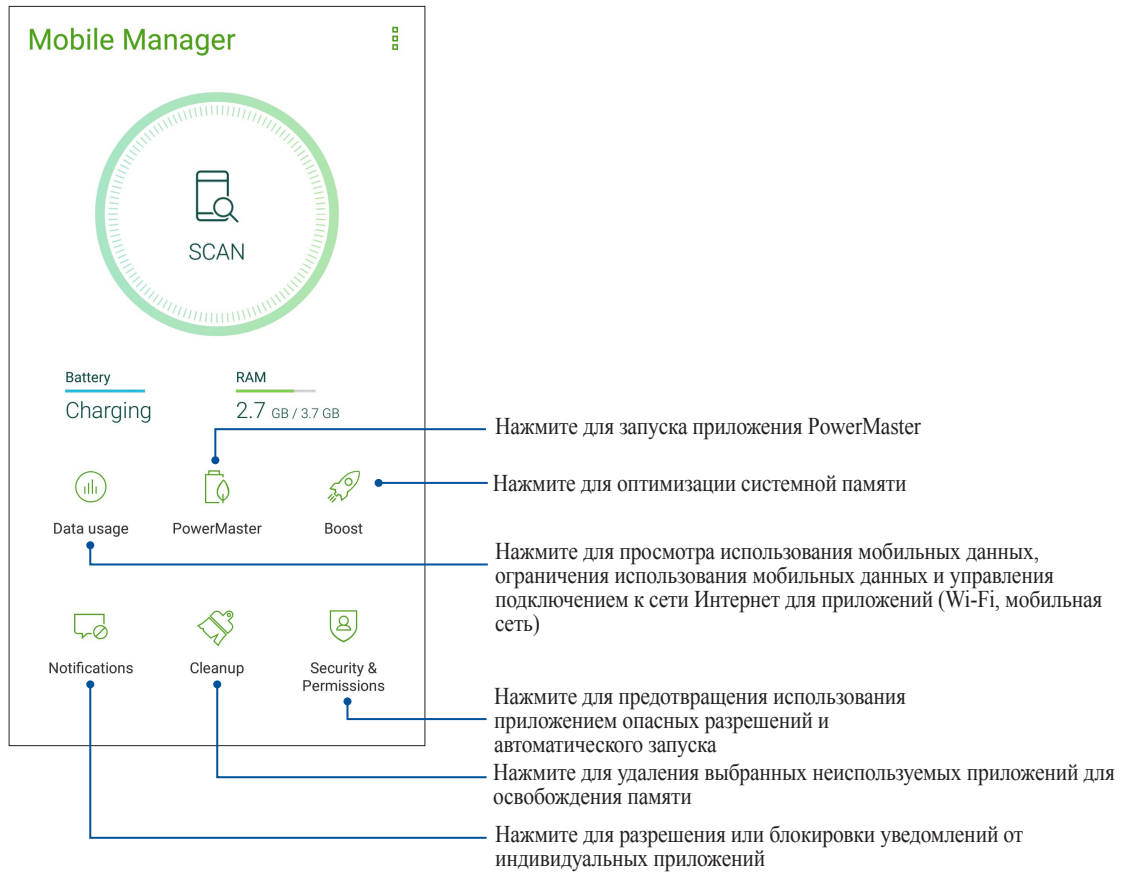 Mobile Manager
SCAN
Battery
RAM
Charging
2.7 GB / 3.7 GB
Нажмите для запуска приложения PowerMaster
Нажмите для оптимизации системной памяти
Data usage
PowerMaster
Boost
Нажмите для просмотра использования мобильных данных,
ограничения использования мобильных данных и управления
подключением к сети Интернет для приложений (Wi-Fi, мобильная
сеть)
Notifications
Cleanup
Security &
Permissions
Нажмите для предотвращения использования
приложением опасных разрешений и
автоматического запуска
Нажмите для удаления выбранных неиспользуемых приложений для
освобождения памяти
Нажмите для разрешения или блокировки уведомлений от
индивидуальных приложений